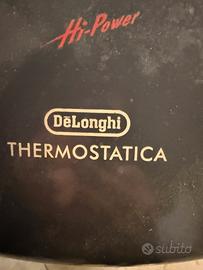 Hi-Power
DeLonghi
THERMOSTATICA
subito